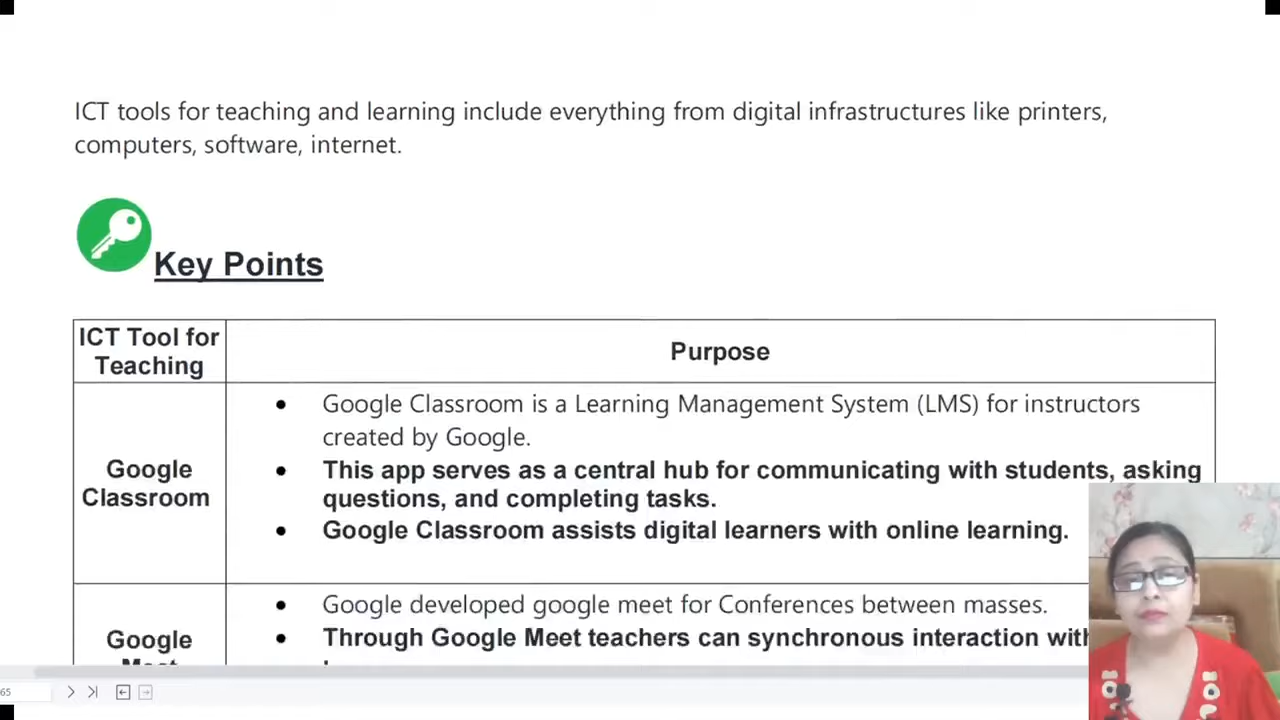 ICT tools for teaching and learning include everything from digital infrastructures like printers,
computers, software, internet.
Key Points
ICT Tool for
Teaching
Purpose
Google
Classroom
Google Classroom is a Learning Management System (LMS) for instructors
created by Google.
This app serves as a central hub for communicating with students, asking
questions, and completing tasks.
Google Classroom assists digital learners with online learning.
Google
Meet
Google developed google meet for Conferences between masses.
Through Google Meet teachers can synchronous interaction with
65